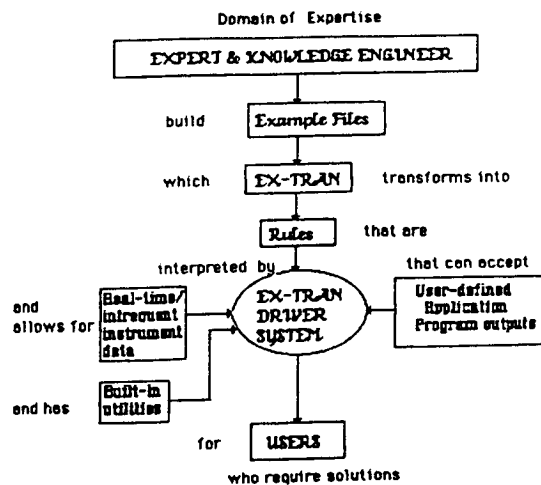 Domain of Expertise
EXPERT & KNOWLEDGE ENGINEER
build
Example Files
which
EX-TRAN
transforms into
Rules
that are
interpreted by
that can accept
and
allows for
Real-time/
infrequent
instrument
data
EX-TRAN
DRIVER
SYSTEM
User-defined
Application
Program outputs
and has
Built-in
utilities
for
USERS
who require solutions